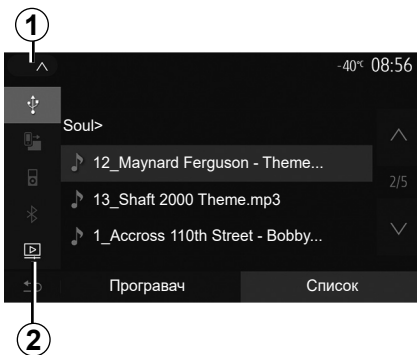 1
-40°C 08:56
Soul>
12_Maynard Ferguson - Theme...
13_Shaft 2000 Theme.mp3
2/5
1_Accross 110th Street - Bobby...
Програвач Список
2